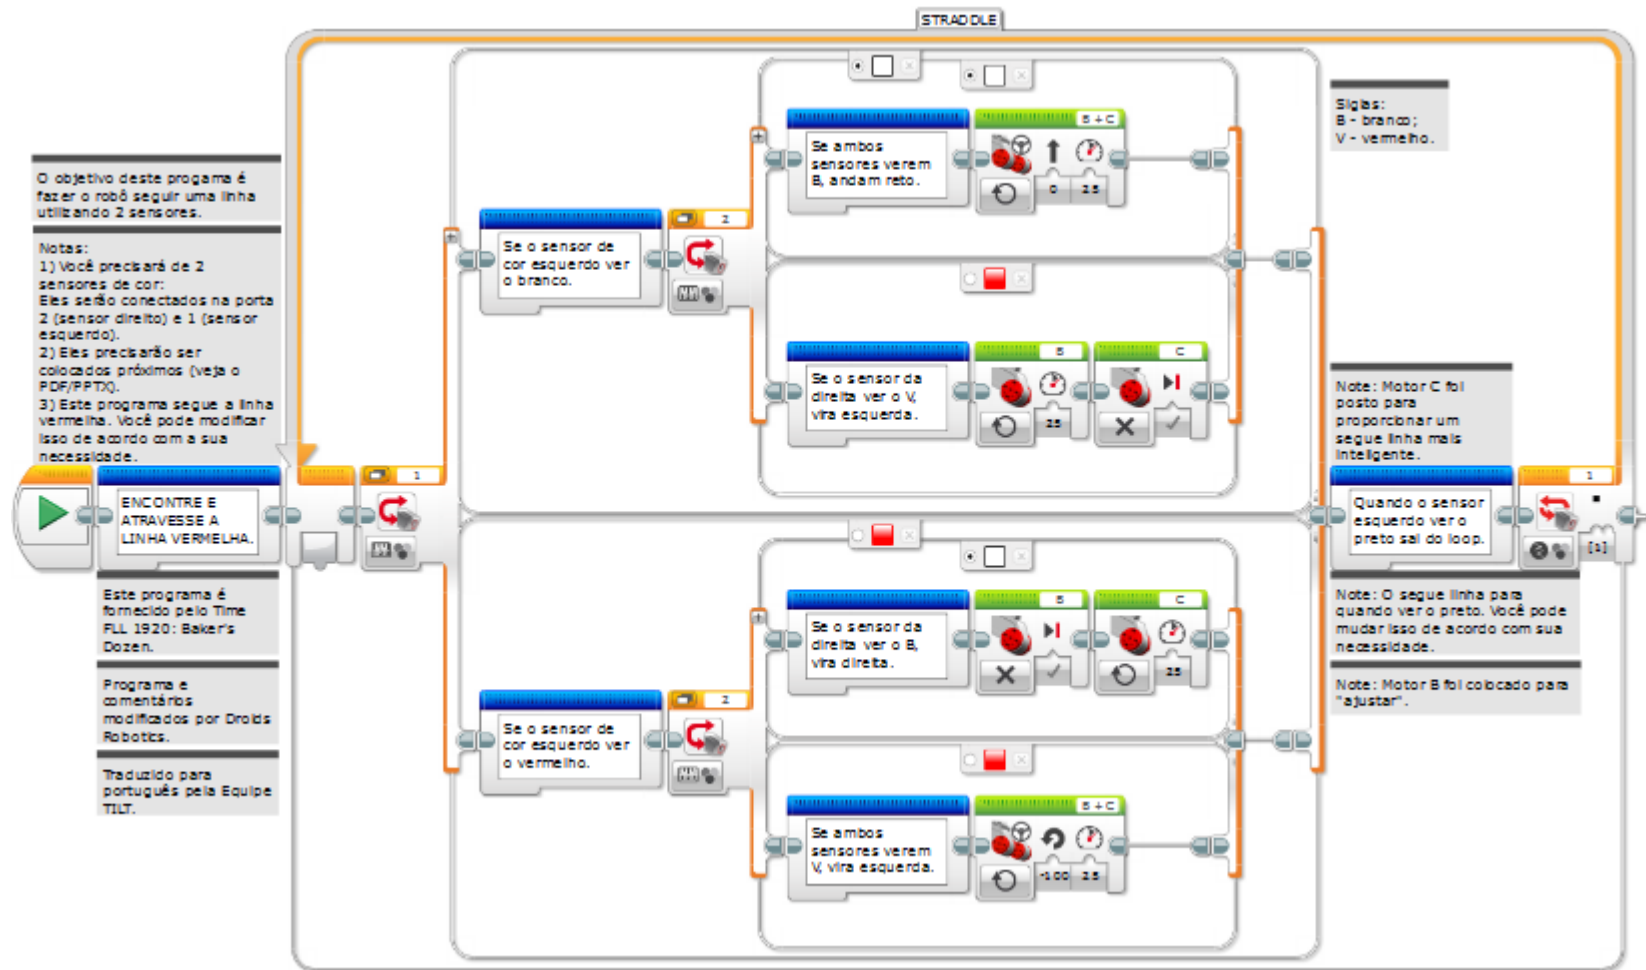 STRADDLE
O objetivo deste progama é
fazer o robô seguir uma linha
utilizando 2 sensores.
Notas:
1) Você precisará de 2
sensores de cor:
Eles serão conectados na porta
2 (sensor direito) e 1 (sensor
esquerdo).
2) Eles precisarão ser
colocados próximos (veja o
PDF/PPTX).
3) Este programa segue a linha
vermelha. Você pode modificar
isso de acordo com a sua
necessidade.
ENCONTRE E
ATRAVESSE A
LINHA VERMELHA.
Este programa é
fornecido pelo Time
FLL 1920: Baker's
Dozen.
Programa e
comentários
modificados por Droids
Robotics.
Traduzido para
português pela Equipe
TILT.
1
Se o sensor de
cor esquerdo ver
o branco.
2
Se ambos
sensores verem
B, andam reto.
B + C
0
25
Se o sensor da
direita ver o V,
vira esquerda.
B
25
C
Se o sensor de
cor esquerdo ver
o vermelho.
2
Se o sensor da
direita ver o B,
vira direita.
B
C
25
Se ambos
sensores verem
V, vira esquerda.
B + C
-100
25
Siglas:
B - branco;
V - vermelho.
Note: Motor C foi
posto para
proporcionar um
segue linha mais
inteligente.
Quando o sensor
esquerdo ver o
preto sai do loop.
1
[1]
Note: O segue linha para
quando ver o preto. Você pode
mudar isso de acordo com sua
necessidade.
Note: Motor B foi colocado para
"ajustar".